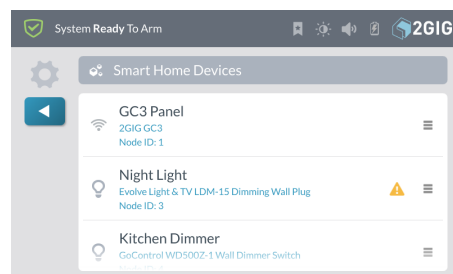 System Ready To Arm
2GIG
Smart Home Devices
GC3 Panel
2GIG GC3
Node ID: 1
Night Light
Evolve Light & TV LDM-15 Dimming Wall Plug
Node ID: 3
Kitchen Dimmer
GoControl WD500Z-1 Wall Dimmer Switch